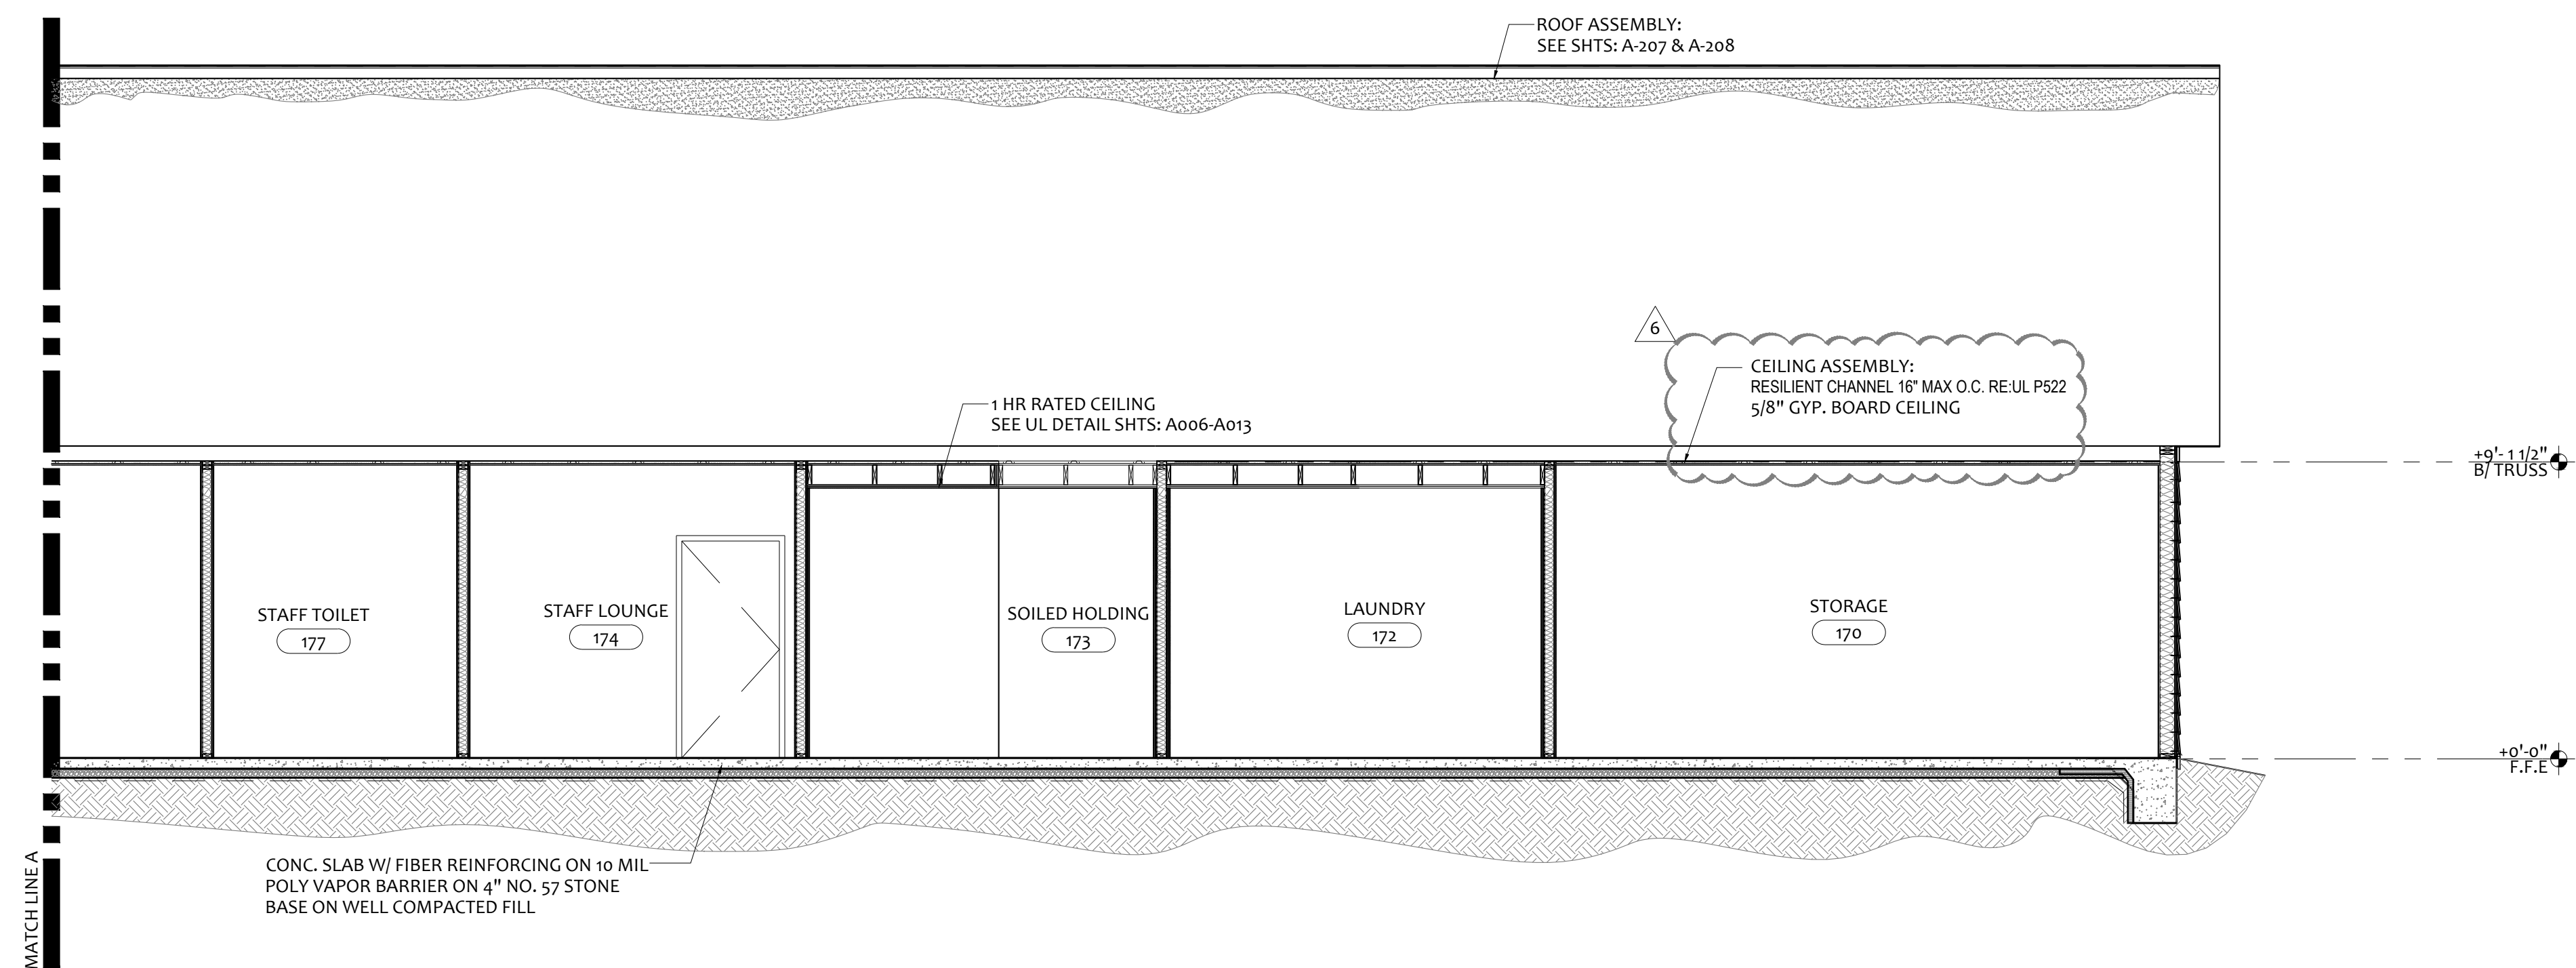 ROOF ASSEMBLY:
SEE SHTS: A-207 & A-208
6
CEILING ASSEMBLY:
RESILIENT CHANNEL 16" MAX O.C. RE:UL P522
5/8" GYP. BOARD CEILING
1 HR RATED CEILING
SEE UL DETAIL SHTS: A006-A013
+9'- 1 1/2"
B/ TRUSS
STAFF TOILET
177
STAFF LOUNGE
174
SOILED HOLDING
173
LAUNDRY
172
STORAGE
170
+0'-0"
F.F.E
CONC. SLAB W/ FIBER REINFORCING ON 10 MIL
POLY VAPOR BARRIER ON 4" NO. 57 STONE
BASE ON WELL COMPACTED FILL
MATCH LINE A